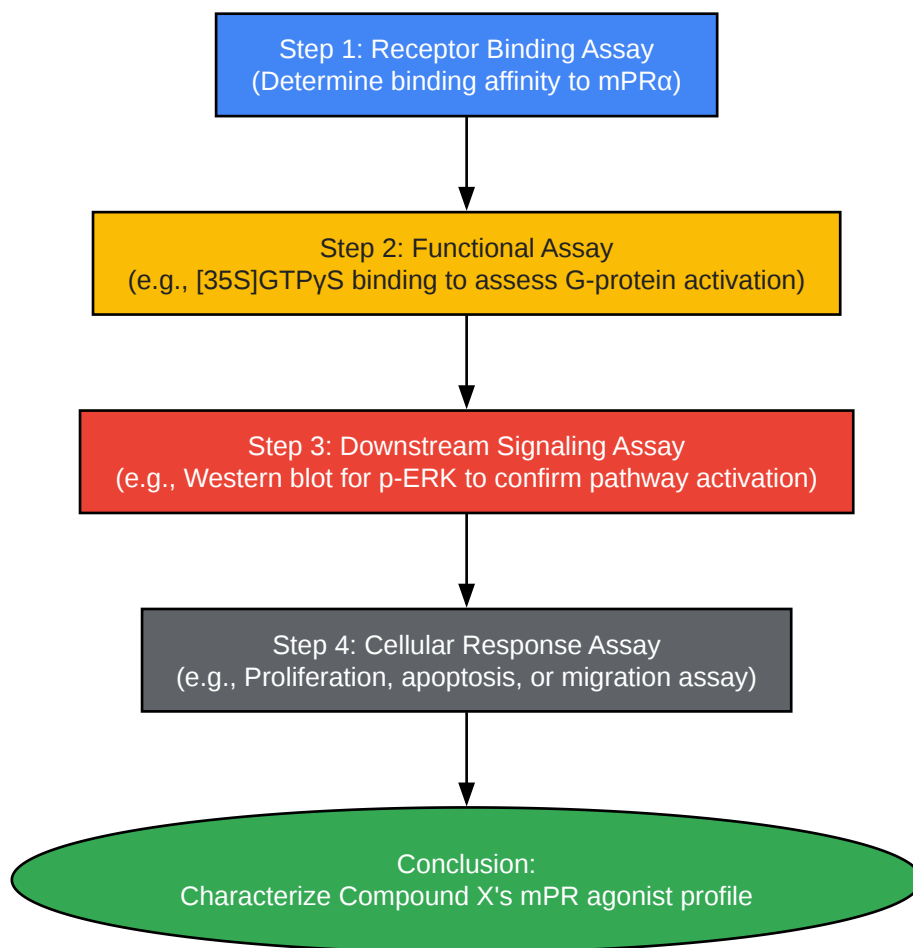 Step 1: Receptor Binding Assay
(Determine binding affinity to mPRα)
Step 2: Functional Assay
(e.g., [35S]GTPγS binding to assess G-protein activation)
Step 3: Downstream Signaling Assay
(e.g., Western blot for p-ERK to confirm pathway activation)
Step 4: Cellular Response Assay
(e.g., Proliferation, apoptosis, or migration assay)
Conclusion:
Characterize Compound X's mPR agonist profile